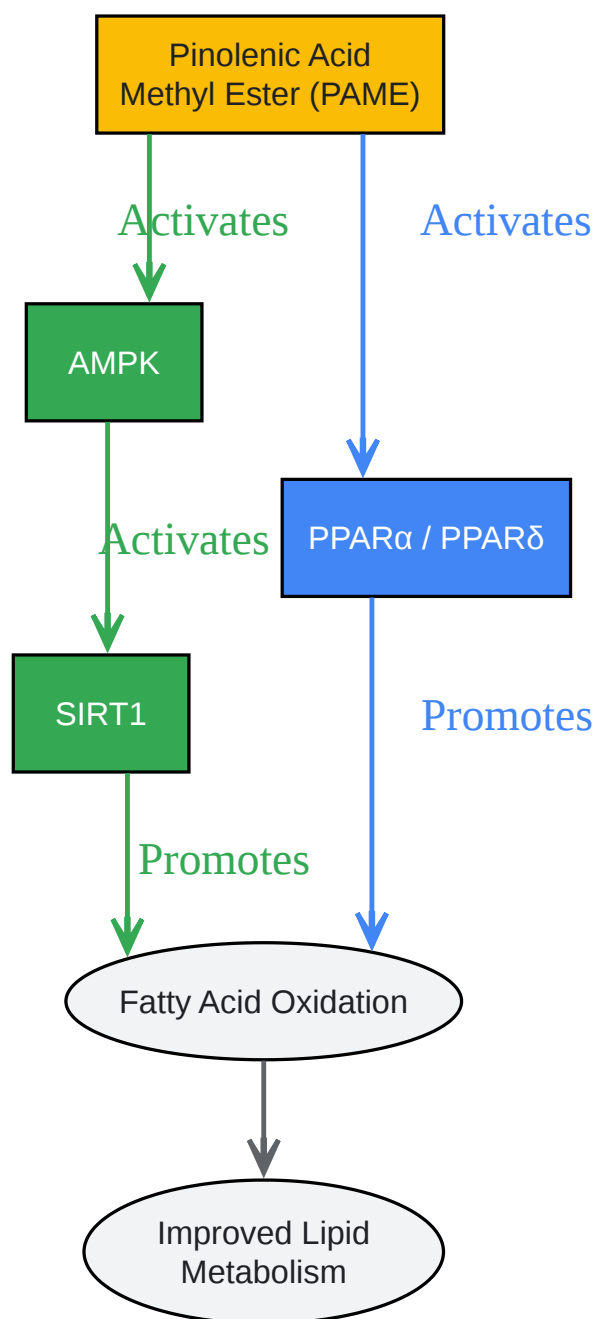 Pinolenic Acid
Methyl Ester (PAME)
Activates
Activates
AMPK
Activates
PPARα / PPARδ
SIRT1
Promotes
Promotes
Fatty Acid Oxidation
Improved Lipid
Metabolism